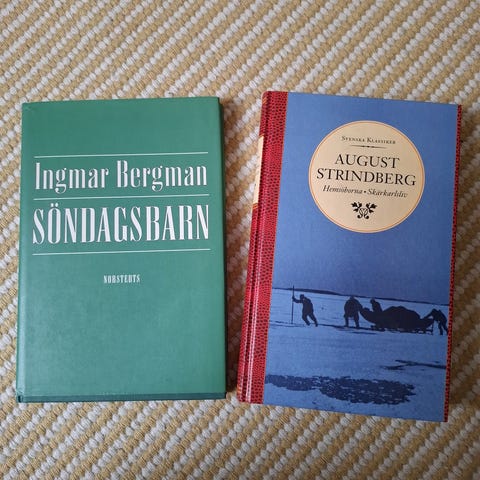 Ingmar Bergman
SÖNDAGSBARN
NORSTEDTS
SVENSKA KLASSIKER
AUGUST
STRINDBERG
Hemsöborna • Skärkarlsliv